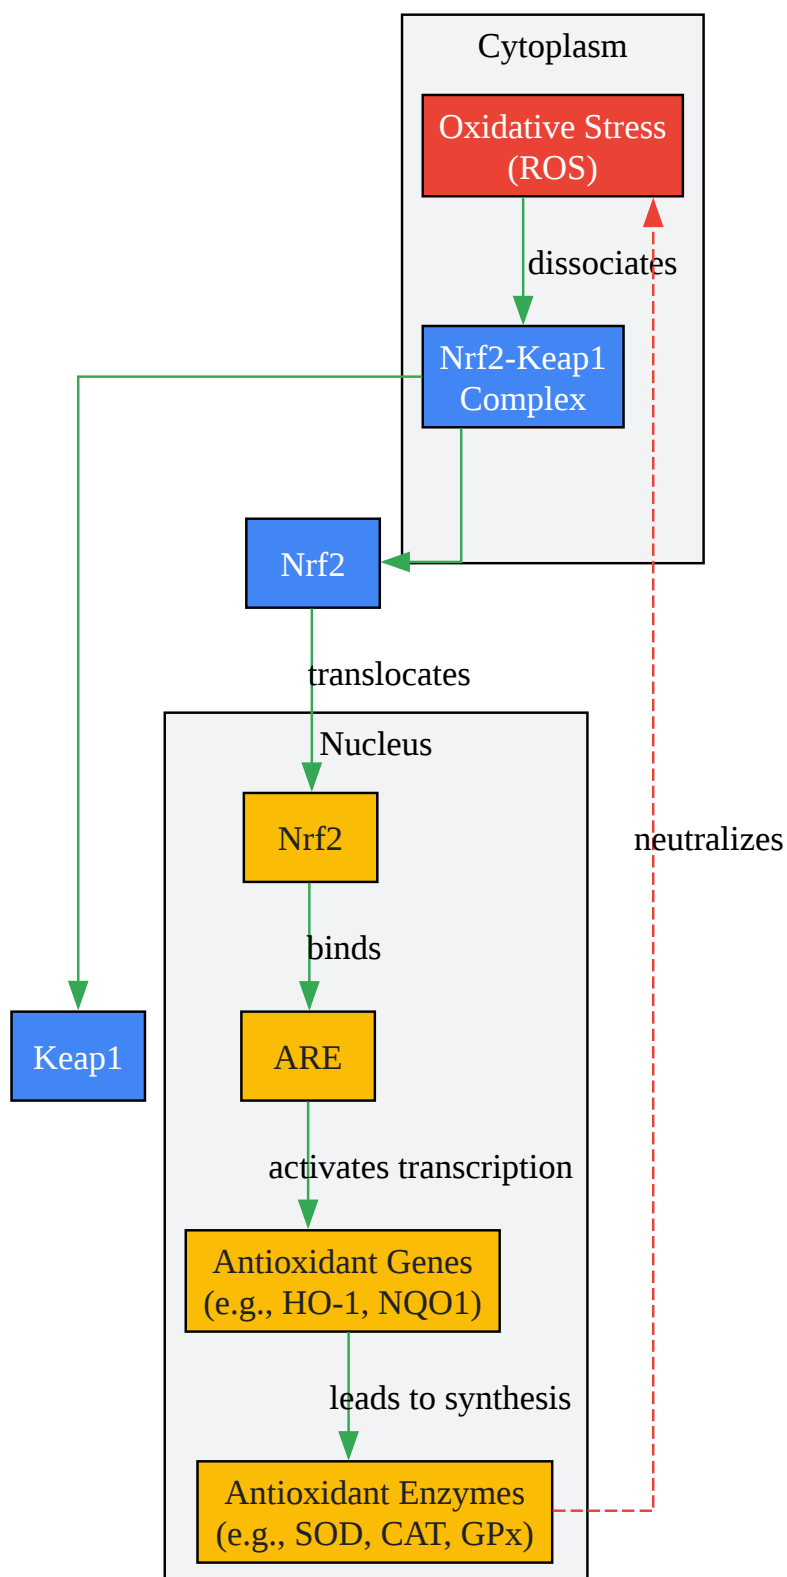 Cytoplasm
Oxidative Stress
(ROS)
dissociates
Nrf2-Keap1
Complex
Nrf2
translocates
Nucleus
Nrf2
neutralizes
binds
Keap1
ARE
activates transcription
Antioxidant Genes
(e.g., HO-1, NQO1)
leads to synthesis
Antioxidant Enzymes
(e.g., SOD, CAT, GPx)